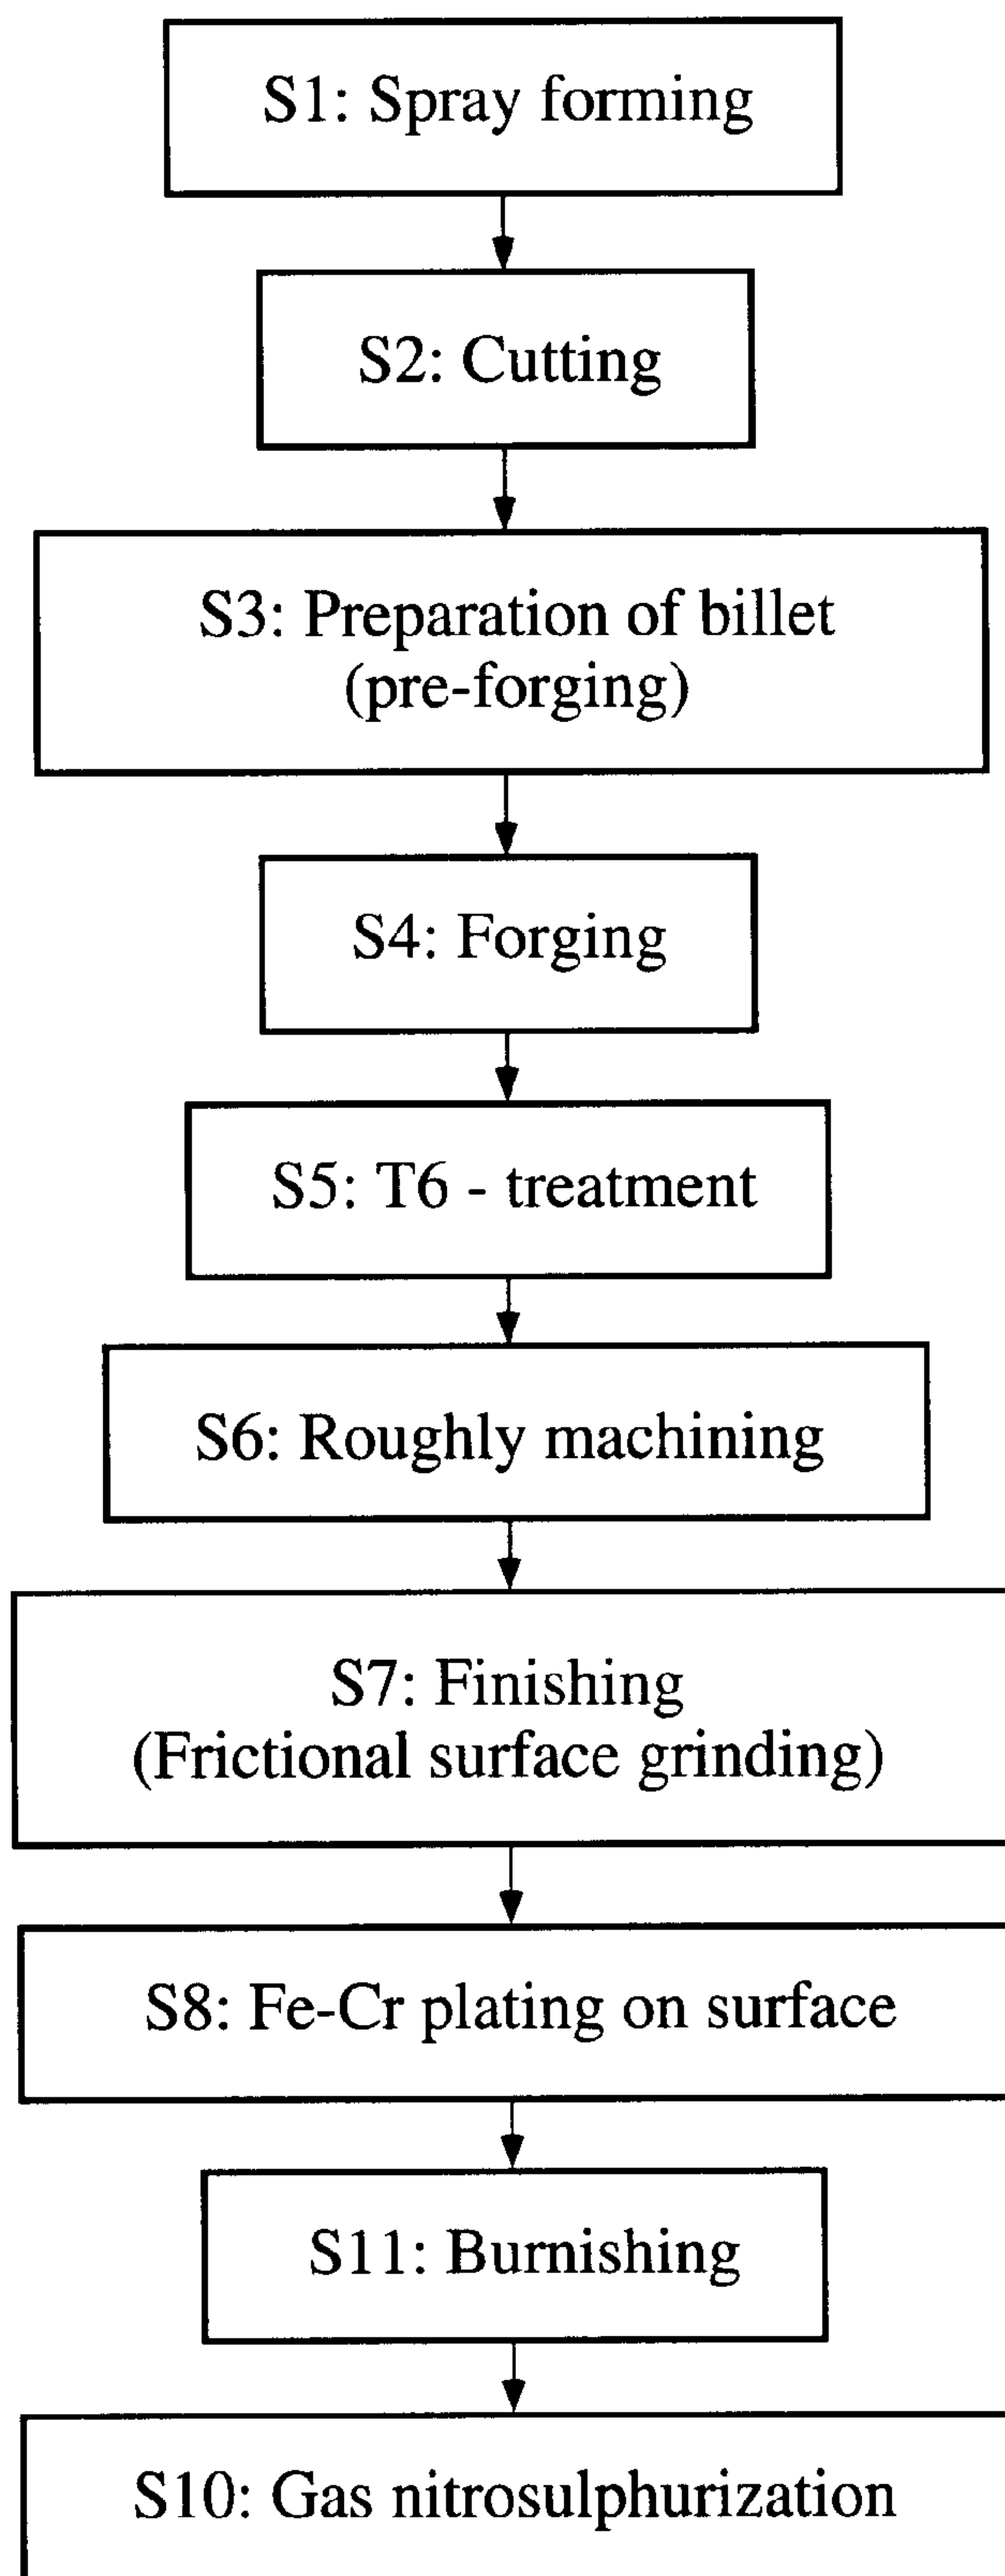 S1: Spray forming
S2: Cutting
S3: Preparation of billet
(pre-forging)
S4: Forging
S5: T6 - treatment
S6: Roughly machining
S7: Finishing
(Frictional surface grinding)
S8: Fe-Cr plating on surface
S11: Burnishing
S10: Gas nitrosulphurization